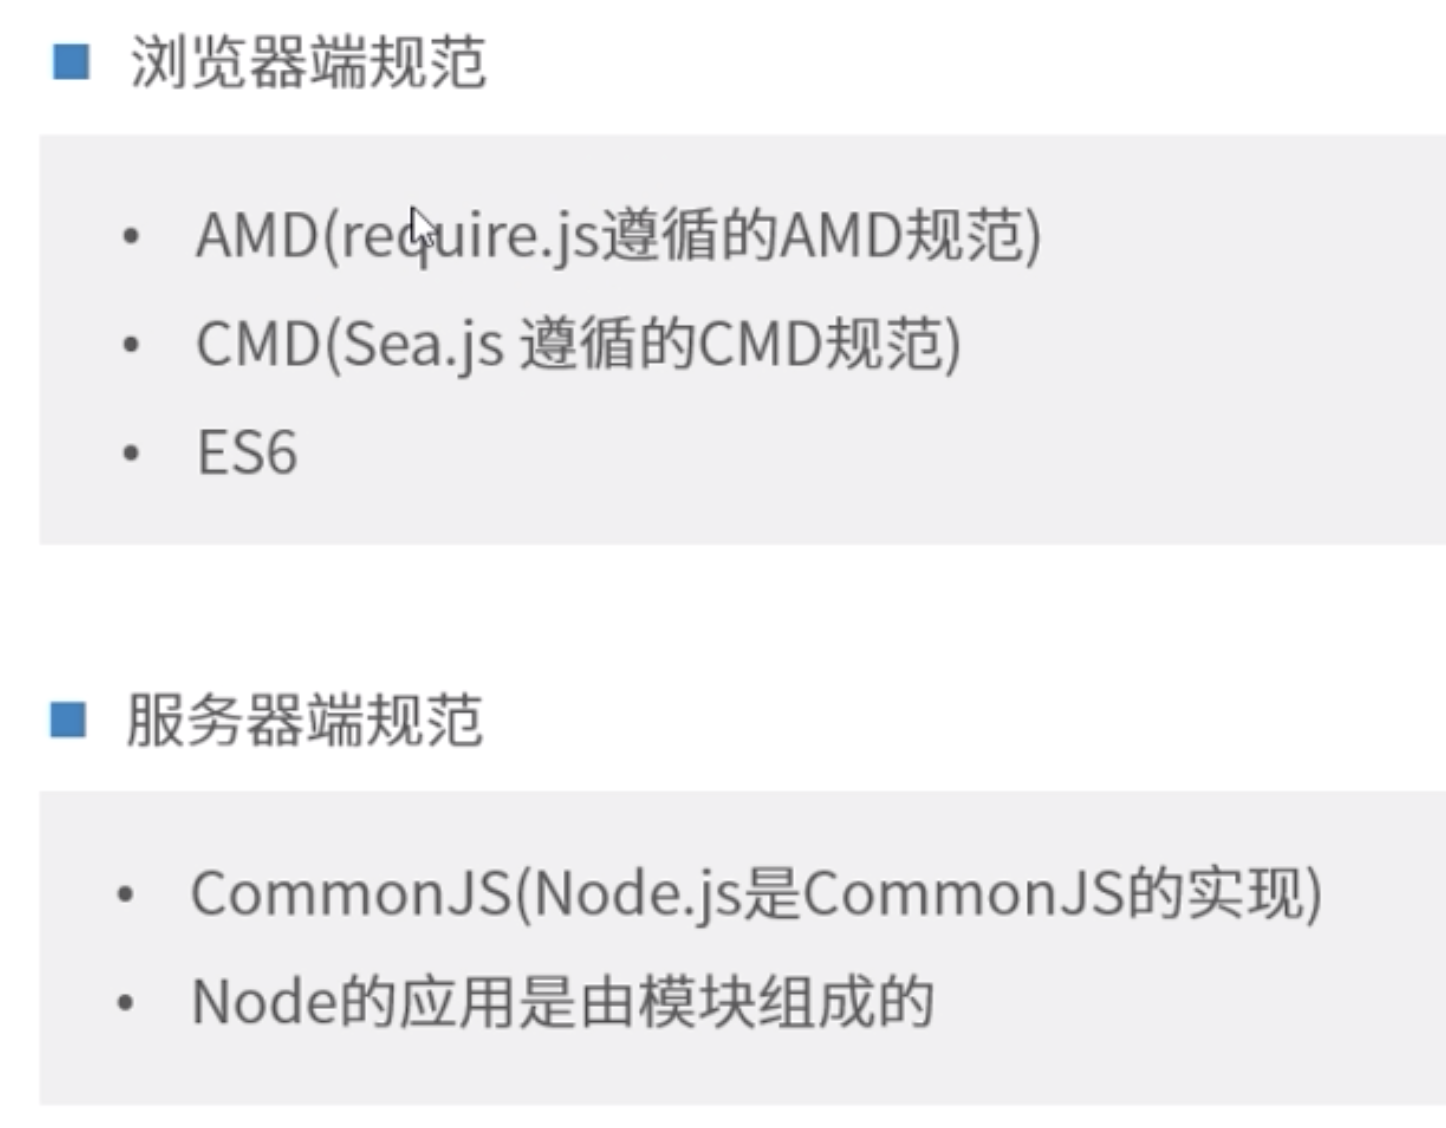 浏览器端规范
AMD(require.js遵循的AMD规范)
CMD(Sea.js 遵循的CMD规范)
ES6
服务器端规范
CommonJS(Node.js是CommonJS的实现)
Node的应用是由模块组成的